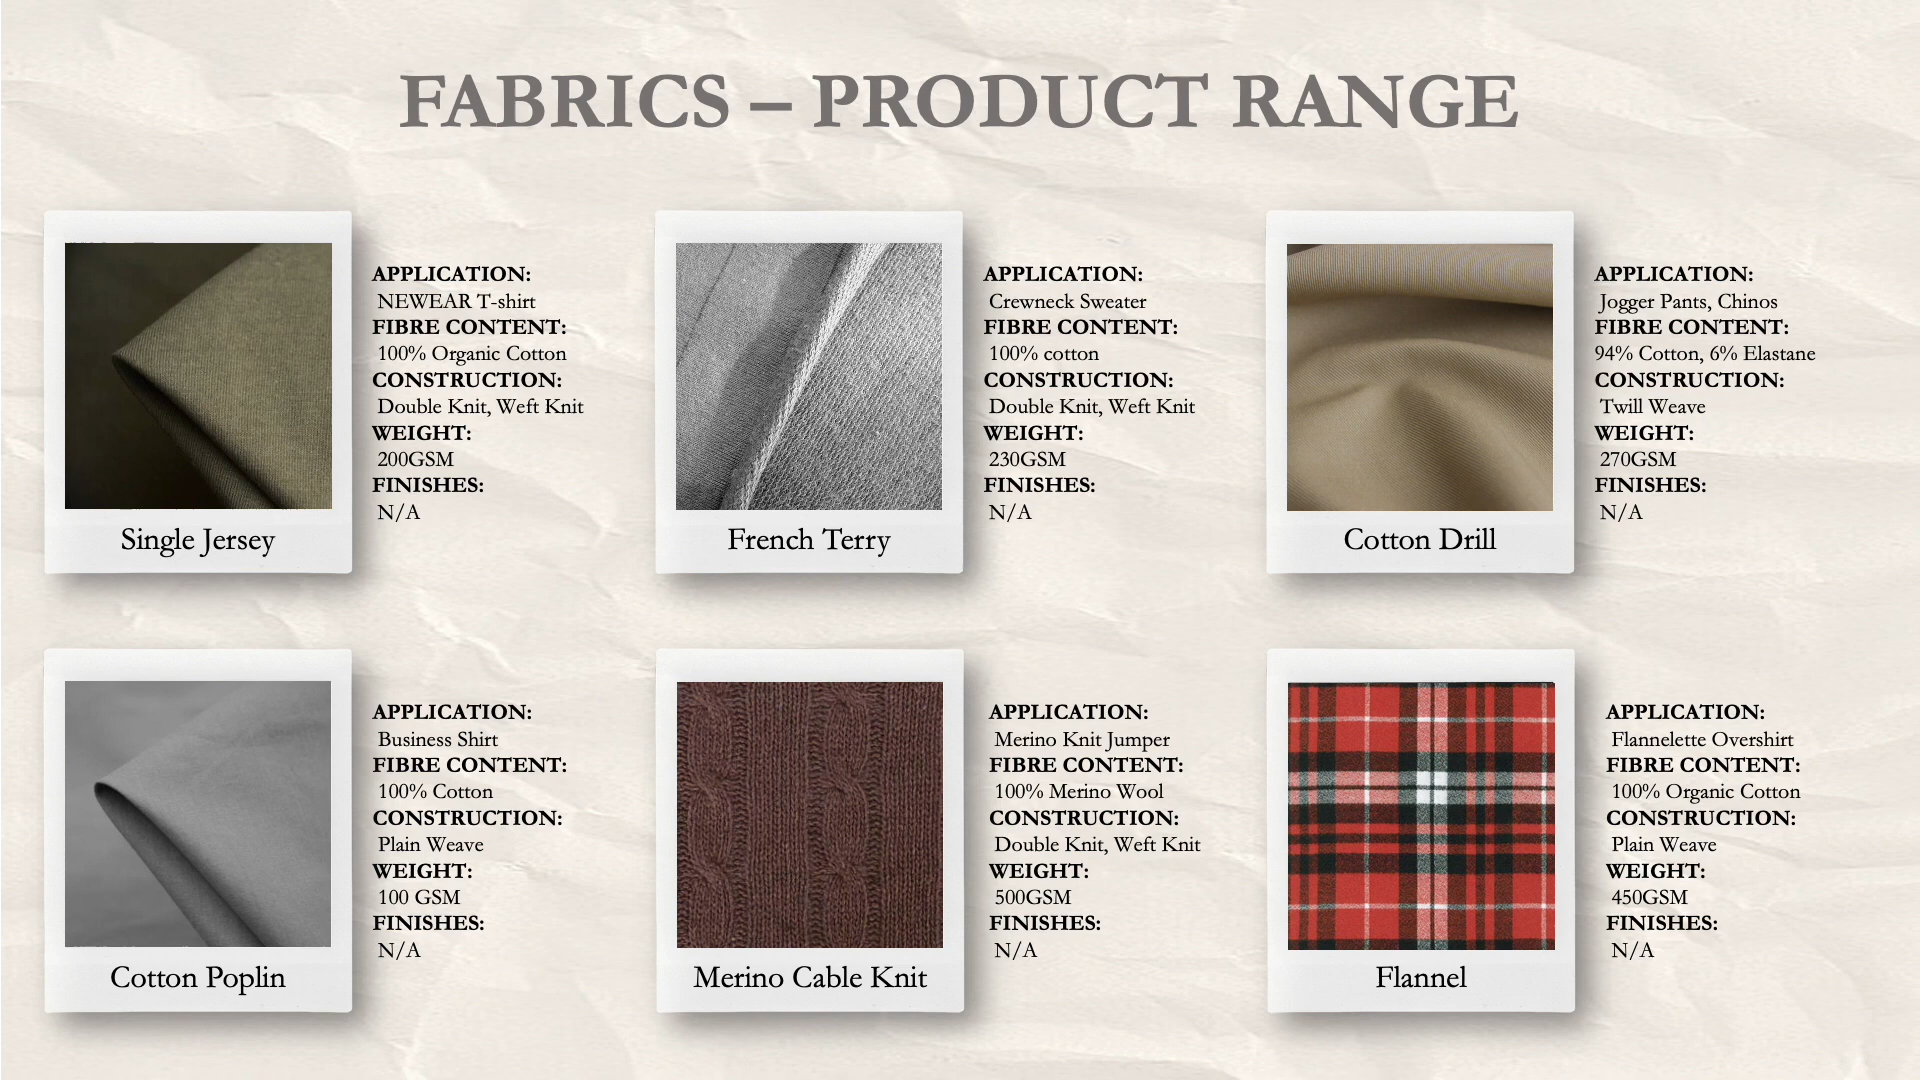 FABRICS – PRODUCT RANGE
APPLICATION:
NEWEAR T-shirt
FIBRE CONTENT:
100% Organic Cotton
CONSTRUCTION:
Double Knit, Weft Knit
WEIGHT:
200GSM
FINISHES:
N/A
Single Jersey
APPLICATION:
Crewneck Sweater
FIBRE CONTENT:
100% cotton
CONSTRUCTION:
Double Knit, Weft Knit
WEIGHT:
230GSM
FINISHES:
N/A
French Terry
APPLICATION:
Jogger Pants, Chinos
FIBRE CONTENT:
94% Cotton, 6% Elastane
CONSTRUCTION:
Twill Weave
WEIGHT:
270GSM
FINISHES:
N/A
Cotton Drill
APPLICATION:
Business Shirt
FIBRE CONTENT:
100% Cotton
CONSTRUCTION:
Plain Weave
WEIGHT:
100 GSM
FINISHES:
N/A
Cotton Poplin
APPLICATION:
Merino Knit Jumper
FIBRE CONTENT:
100% Merino Wool
CONSTRUCTION:
Double Knit, Weft Knit
WEIGHT:
500GSM
FINISHES:
N/A
Merino Cable Knit
APPLICATION:
Flannelette Overshirt
FIBRE CONTENT:
100% Organic Cotton
CONSTRUCTION:
Plain Weave
WEIGHT:
450GSM
FINISHES:
N/A
Flannel